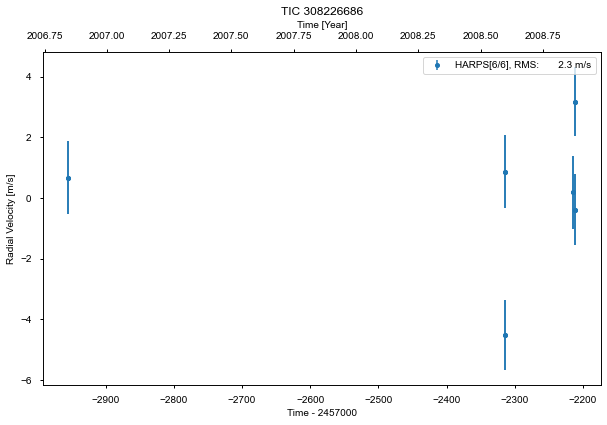 TIC 308226686
Time [Year]
2006.75 2007.00 2007.25 2007.50 2007.75 2008.00 2008.25 2008.50 2008.75
HARPS[6/6], RMS: 2.3 m/s
Radial Velocity [m/s]
4
2
0
−2
−4
−6
−2900 −2800 −2700 −2600 −2500 −2400 −2300 −2200
Time - 2457000